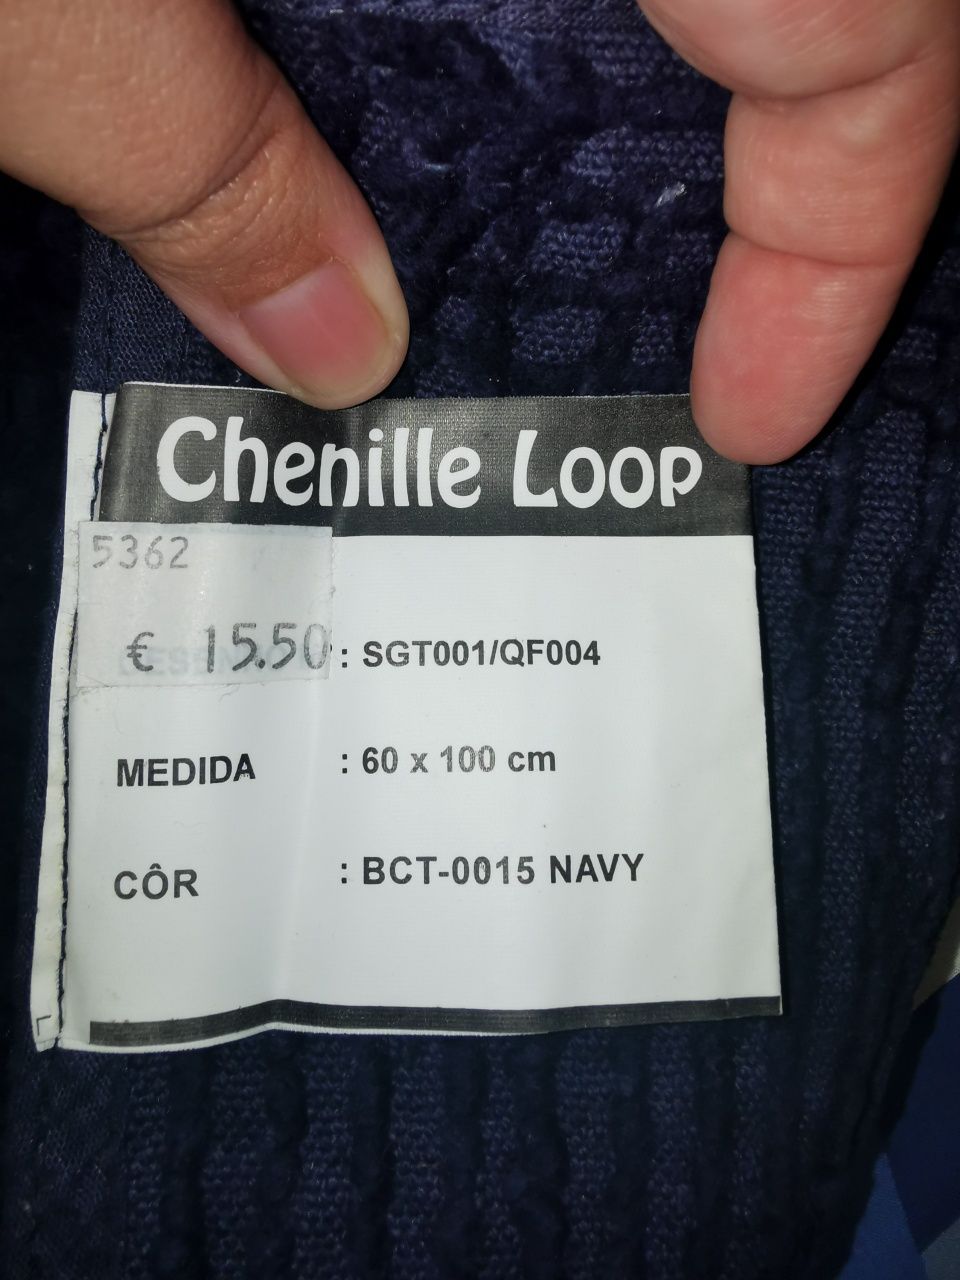 Chenille Loop
5362
€ 15.50 : SGT001/QF004
MEDIDA : 60 x 100 cm
CÔR : BCT-0015 NAVY